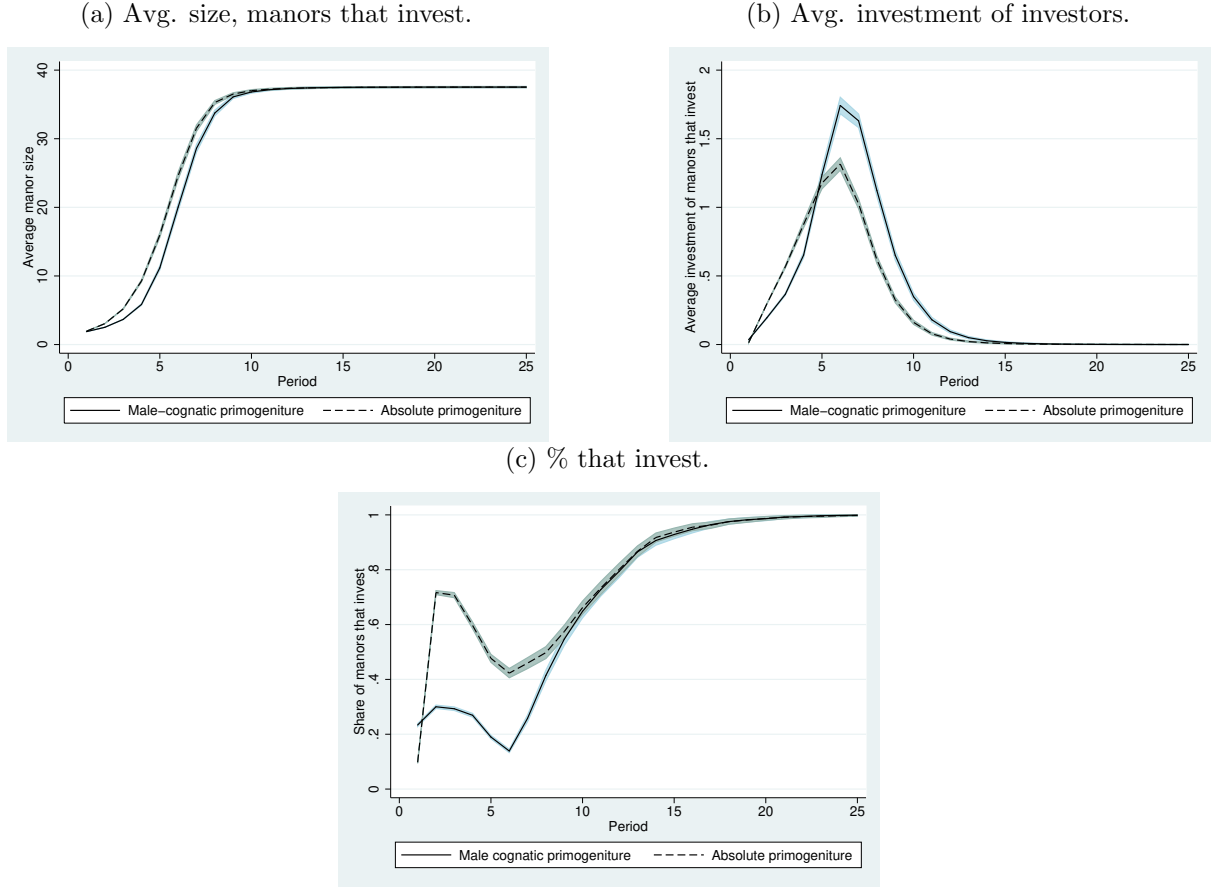 (a) Avg. size, manors that invest.
Average manor size
40
30
20
10
0
0 5 10 15 20 25
Period
Male−cognatic primogeniture Absolute primogeniture
(b) Avg. investment of investors.
Average investment of manors that invest
2
1.5
1
.5
0
0 5 10 15 20 25
Period
Male−cognatic primogeniture Absolute primogeniture
(c) % that invest.
Share of manors that invest
1
.8
.6
.4
.2
0
0 5 10 15 20 25
Period
Male cognatic primogeniture Absolute primogeniture